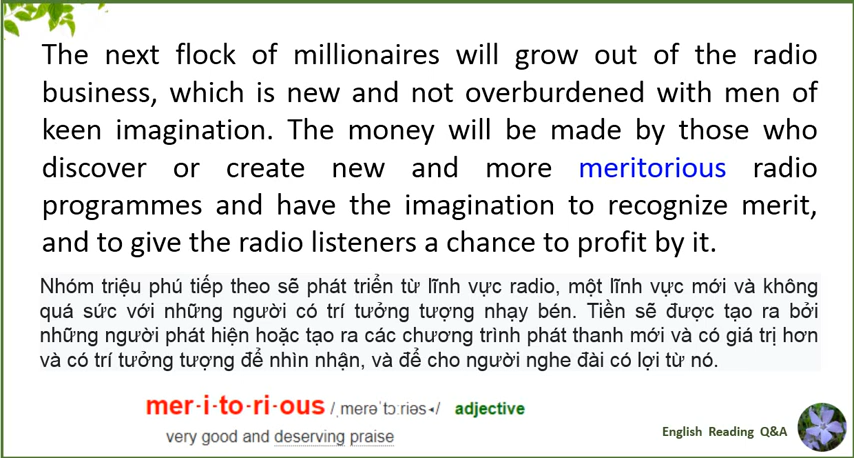 The next flock of millionaires will grow out of the radio
business, which is new and not overburdened with men of
keen imagination. The money will be made by those who
discover or create new and more meritorious radio
programmes and have the imagination to recognize merit,
and to give the radio listeners a chance to profit by it.
Nhóm triệu phú tiếp theo sẽ phát triển từ lĩnh vực radio, một lĩnh vực mới và không
quá sức với những người có trí tưởng tượng nhạy bén. Tiền sẽ được tạo ra bởi
những người phát hiện hoặc tạo ra các chương trình phát thanh mới và có giá trị hơn
và có trí tưởng tượng để nhìn nhận, và để cho người nghe đài có lợi từ nó.
mer·i·to·ri·ous /ˌmerəˈtɔːriəs◂/ adjective
very good and deserving praise
English Reading Q&A